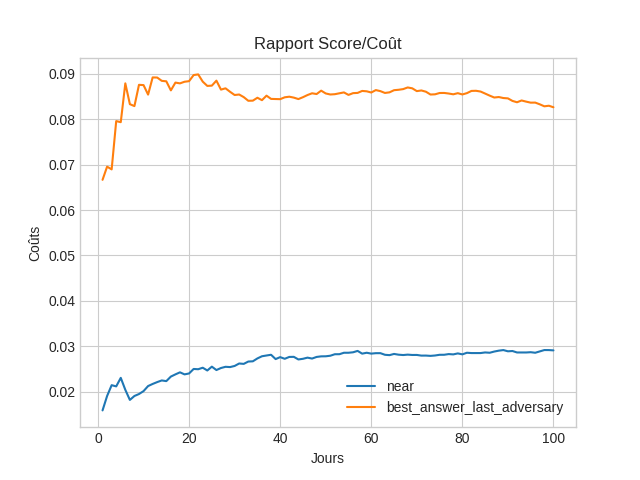 Rapport Score/Coût
0.09
0.08
0.07
0.06
0.05
0.04
0.03
0.02
Coûts
near
best_answer_last_adversary
0 20 40 60 80 100
Jours